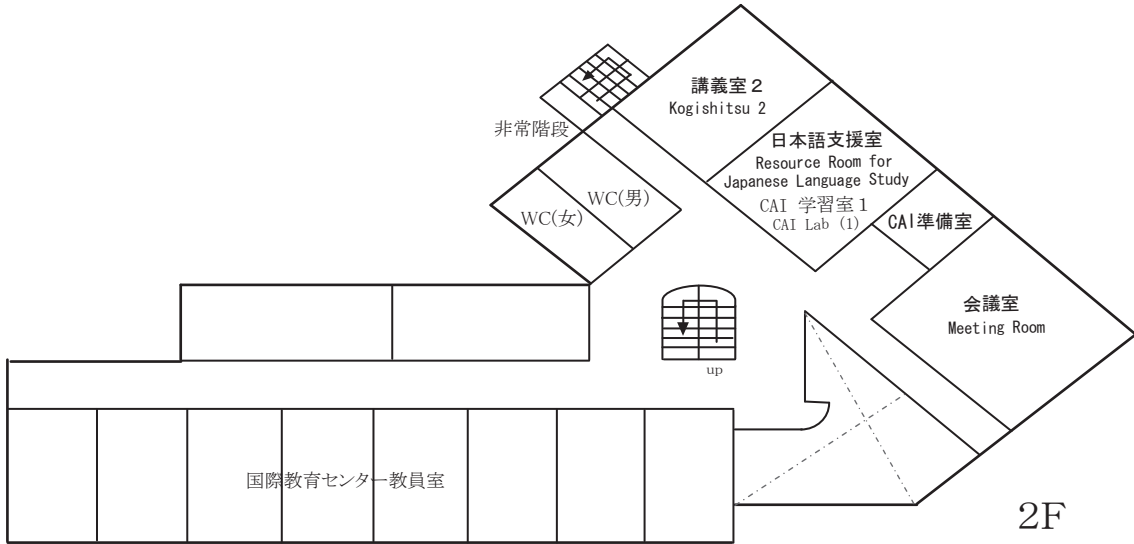 講義室２
Kogishitsu 2
非常階段
日本語支援室
Resource Room for
Japanese Language Study
CAI 学習室１
CAI Lab (1)
WC(男)
WC(女)
CAI準備室
会議室
Meeting Room
up
国際教育センター教員室
2F